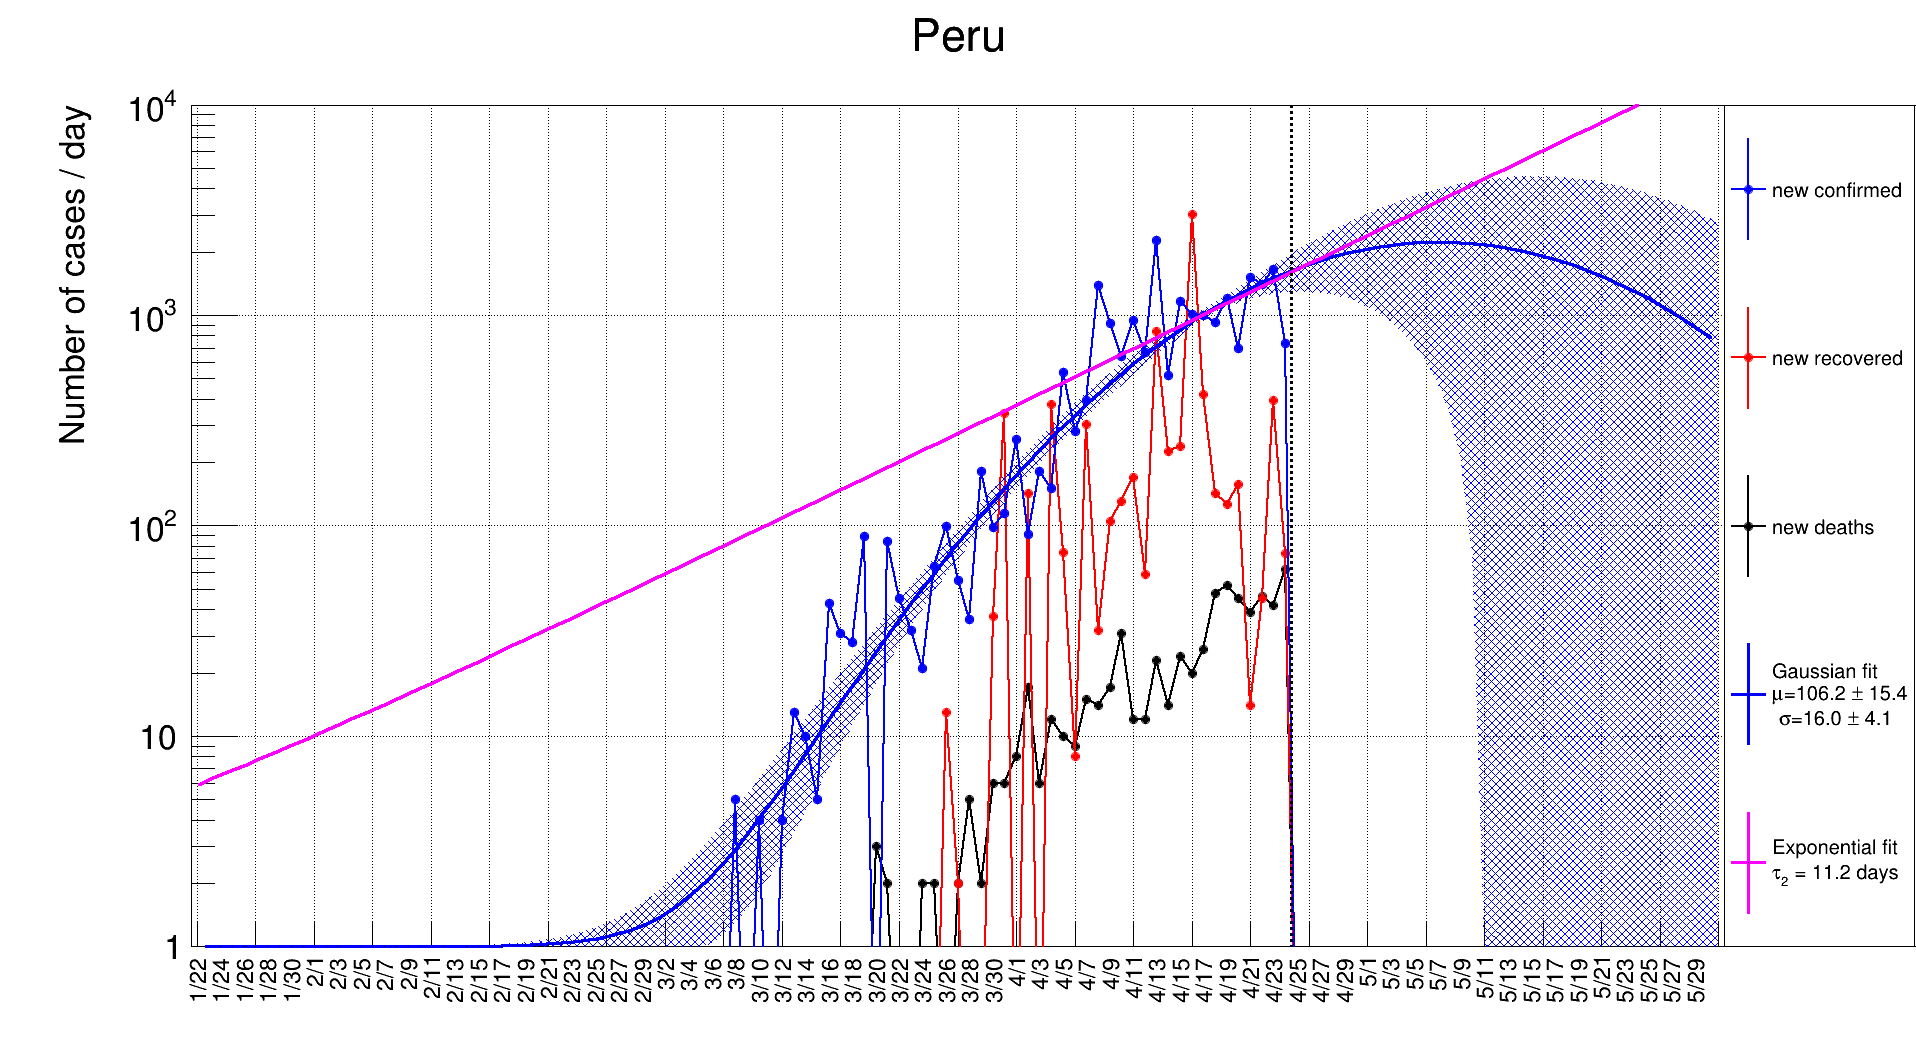 Peru
Number of cases / day
10⁴
10³
10²
10
1
1/22 1/24 1/26 1/28 1/30 2/1 2/3 2/5 2/7 2/9 2/11 2/13 2/15 2/17 2/19 2/21 2/23 2/25 2/27 2/29 3/2 3/4 3/6 3/8 3/10 3/12 3/14 3/16 3/18 3/20 3/22 3/24 3/26 3/28 3/30 4/1 4/3 4/5 4/7 4/9 4/11 4/13 4/15 4/17 4/19 4/21 4/23 4/25 4/27 4/29 5/1 5/3 5/5 5/7 5/9 5/11 5/13 5/15 5/17 5/19 5/21 5/23 5/25 5/27 5/29
new confirmed
new recovered
new deaths
Gaussian fit
μ=106.2 ± 15.4
σ=16.0 ± 4.1
Exponential fit
τ₂ = 11.2 days